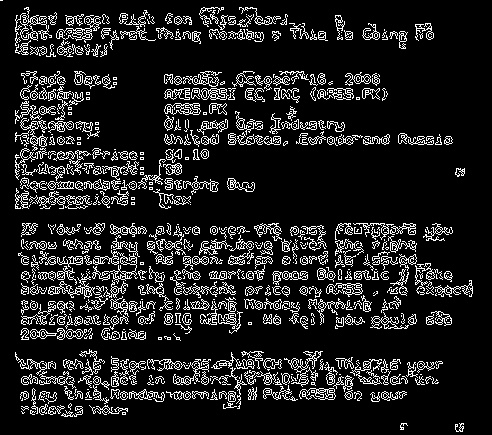 Best Stock Pick for this Year!
Get ARSS First Thing Monday, This Is Going To
Explode!!!
Trade Date: Monday, October 16, 2006
Company: AMEROSSI EC INC (ARSS.PK)
Stock: ARSS.PK
Category: Oil and Gas Industry
Region: United States, Europe and Russia
Current Price: $4.10
1 Week Target: $8
Recommendation: Strong Buy
Expectations: Max
If You've been alive over the past few years you
know that any stock can move given the right
circumstances. As soon as an alert is issued
almost instantly the market goes Balistic !! Take
advantage of the current price on ARSS , we expect
to see it begin climbing Monday Morning in
anticipation of BIG NEWS . We feel you could see
200-300% Gains ...
When this Stock moves - WATCH OUT!! This is your
chance to get in before it BLOWS! Big watch in
play this Monday morning !! Put ARSS on your
radar's now.